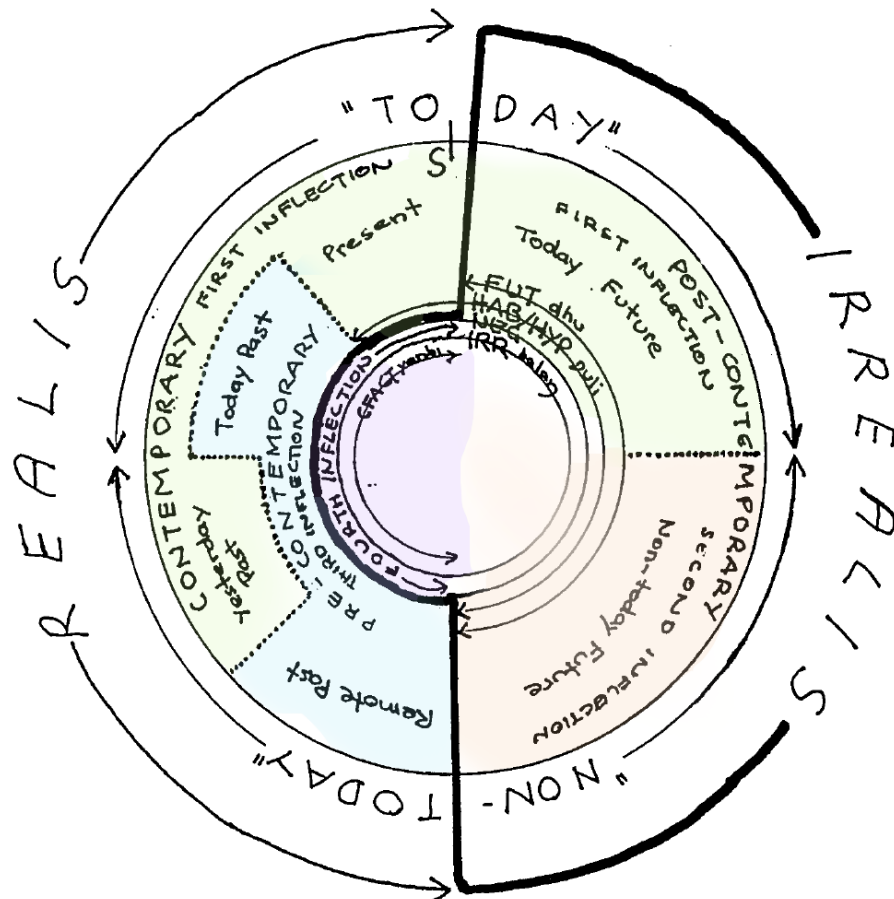 "TODAY"
REALIS
IRREALIS
S
CONTEMPORARY FIRST INFLECTION
Present
FIRST INFLECTION
POST-CONTEMPORARY
Today Future
Today Past
PRE-CONTEMPORARY
THIRD INFLECTION
FUT dhu
HAB/HYP puli
NEG
IRR balaŋ
FOURTH INFLECTION
CFACT
Yesterday
Past
Remote Past
SECOND INFLECTION
Non-today Future
"NON-TODAY"